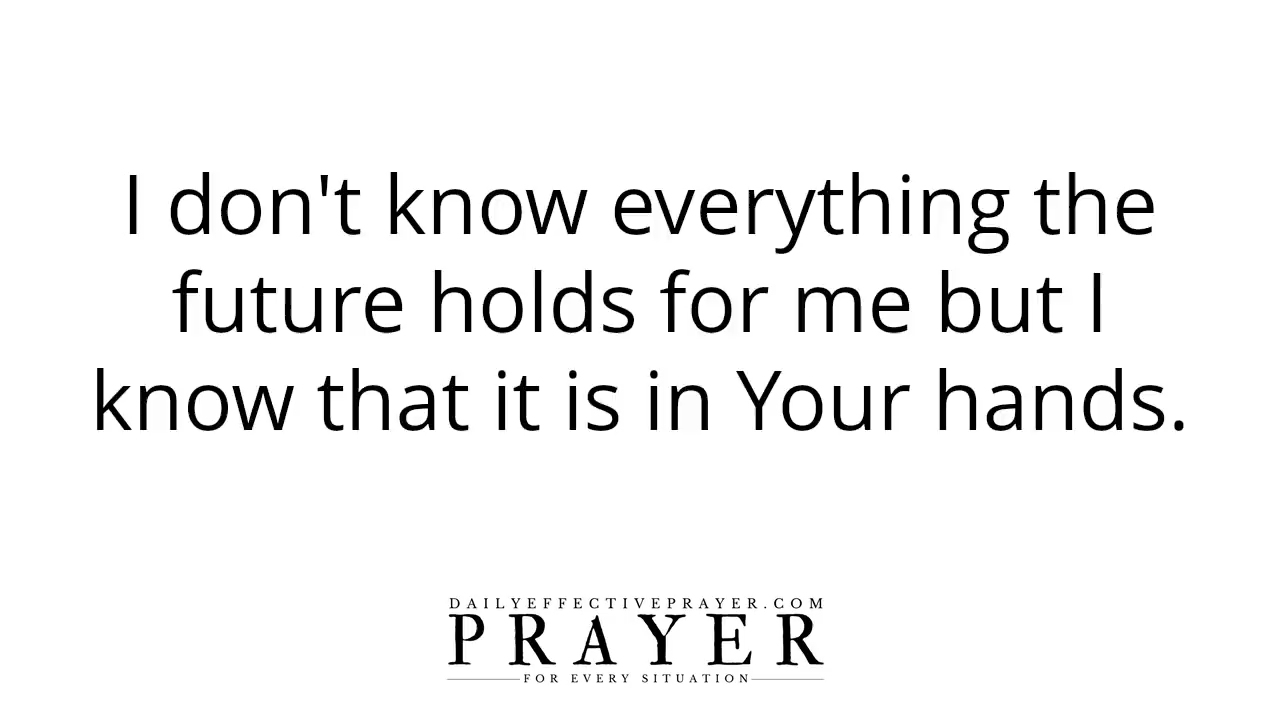 I don't know everything the
future holds for me but I
know that it is in Your hands.
DAILYEFFECTIVEPRAYER.COM
PRAYER
FOR EVERY SITUATION